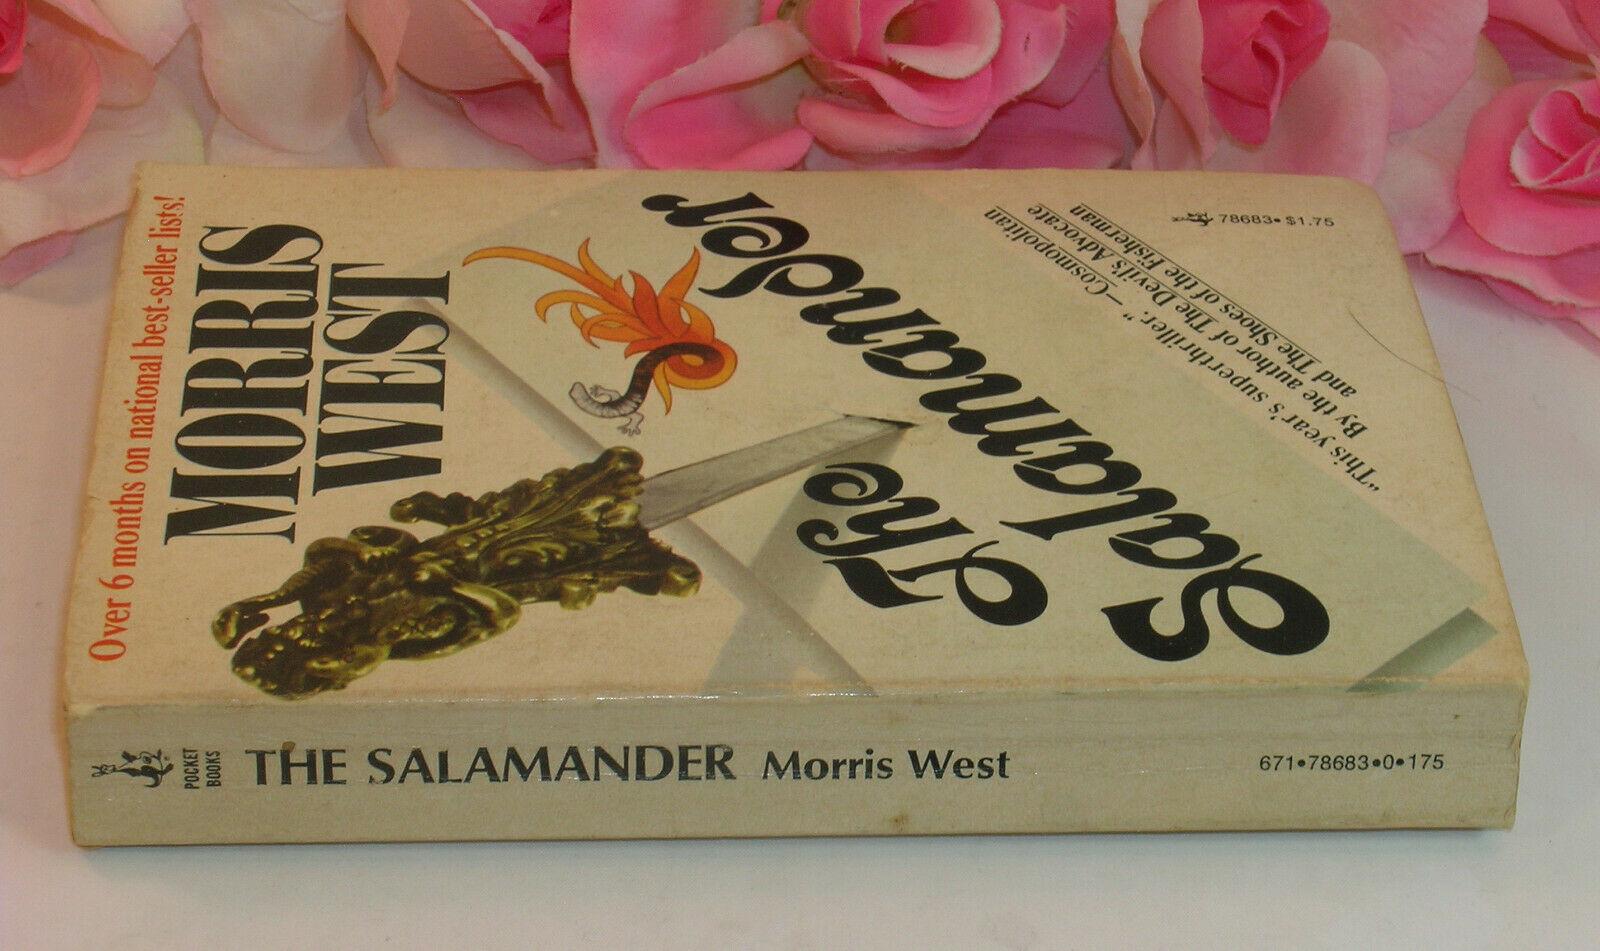 78683•$1.75
"This year's superthriller."
—Cosmopolitan
By the author of The Devil's Advocate
and The Shoes of the Fisherman
The
Salamander
Over 6 months on national best-seller lists!
MORRIS
WEST
POCKET
BOOKS
THE SALAMANDER Morris West
671•78683•0•175